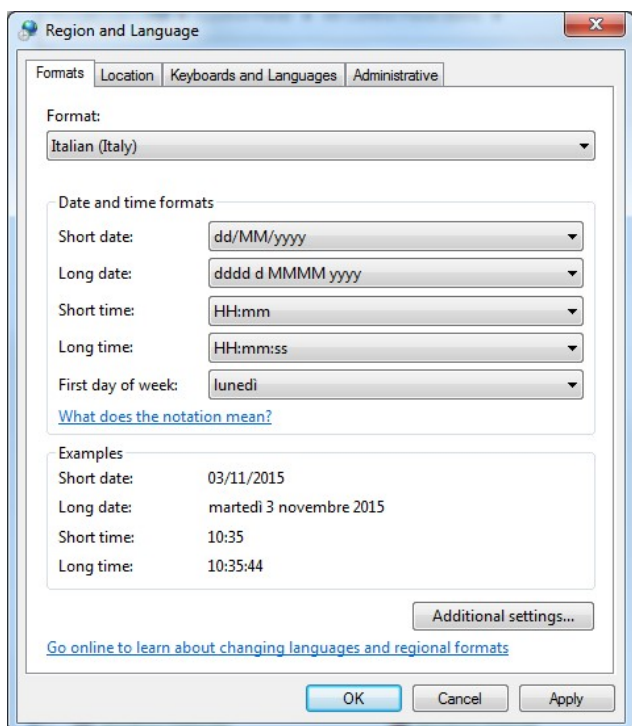 Region and Language
Formats Location Keyboards and Languages Administrative
Format:
Italian (Italy)
Date and time formats
Short date: dd/MM/yyyy
Long date: dddd d MMMM yyyy
Short time: HH:mm
Long time: HH:mm:ss
First day of week: lunedì
What does the notation mean?
Examples
Short date: 03/11/2015
Long date: martedì 3 novembre 2015
Short time: 10:35
Long time: 10:35:44
Additional settings...
Go online to learn about changing languages and regional formats
OK Cancel Apply